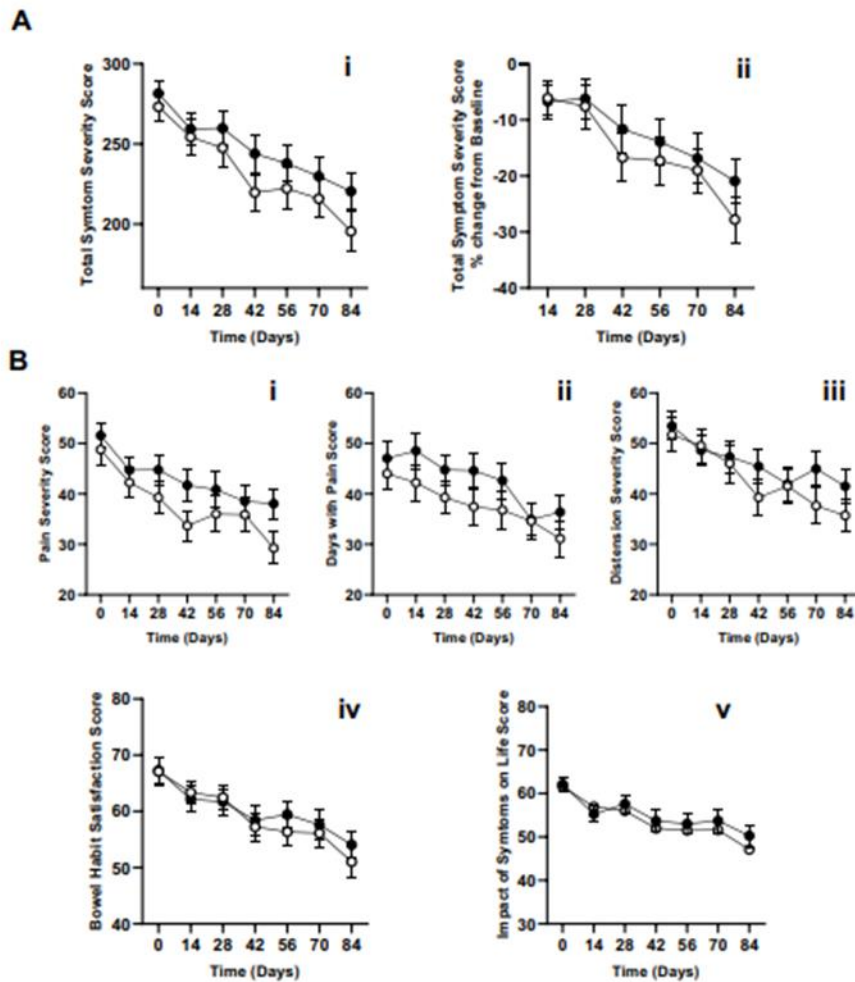 A
i
Total Symtom Severity Score
300
250
200
0 14 28 42 56 70 84
Time (Days)
ii
Total Symptom Severity Score
% change from Baseline
-0
-10
-20
-30
-40
14 28 42 56 70 84
Time (Days)
B
i
Pain Severity Score
60
50
40
30
20
0 14 28 42 56 70 84
Time (Days)
ii
Days with Pain Score
60
50
40
30
20
0 14 28 42 56 70 84
Time (Days)
iii
Distension Severity Score
60
50
40
30
20
0 14 28 42 56 70 84
Time (Days)
iv
Bowel Habit Satisfaction Score
80
70
60
50
40
0 14 28 42 56 70 84
Time (Days)
v
Impact of Symtoms on Life Score
80
70
60
50
40
30
0 14 28 42 56 70 84
Time (Days)